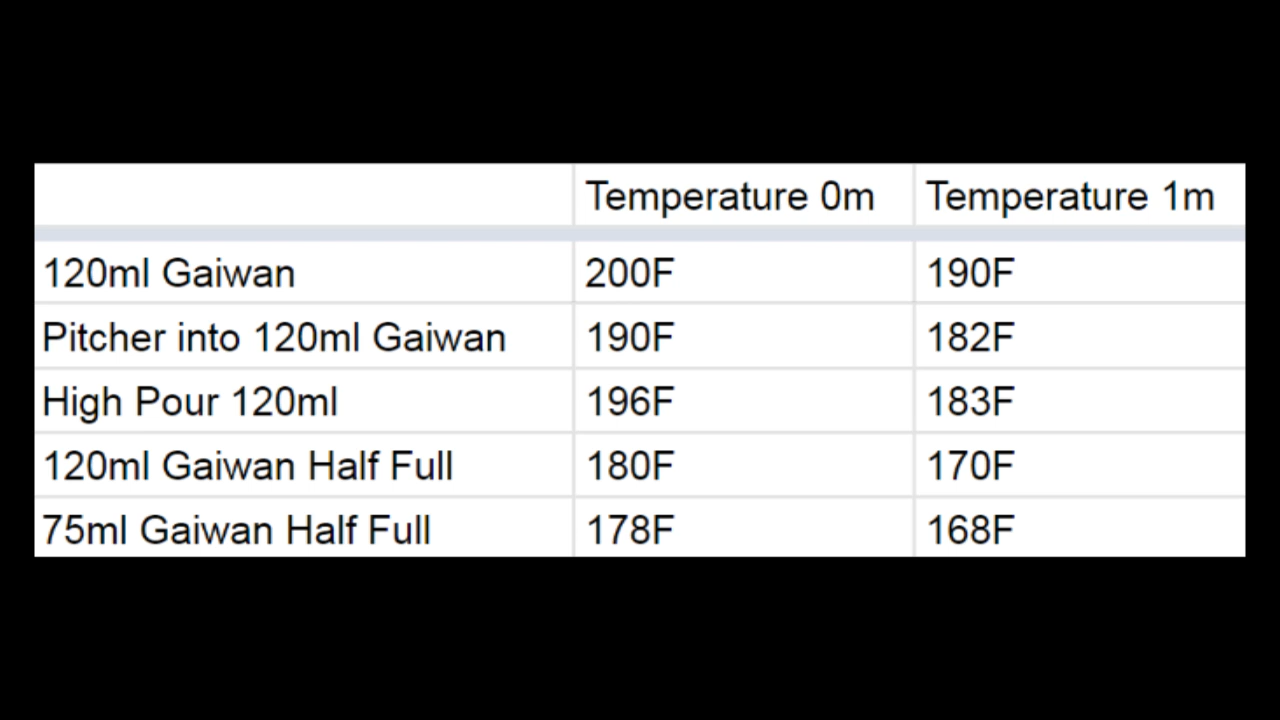 Temperature 0m Temperature 1m
120ml Gaiwan 200F 190F
Pitcher into 120ml Gaiwan 190F 182F
High Pour 120ml 196F 183F
120ml Gaiwan Half Full 180F 170F
75ml Gaiwan Half Full 178F 168F